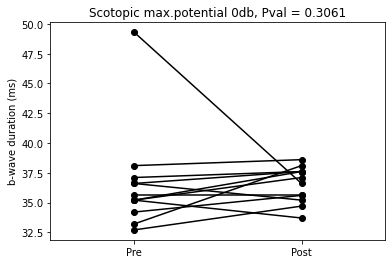 Scotopic max.potential 0db, Pval = 0.3061
50.0
47.5
45.0
42.5
40.0
37.5
35.0
32.5
b-wave duration (ms)
Pre Post